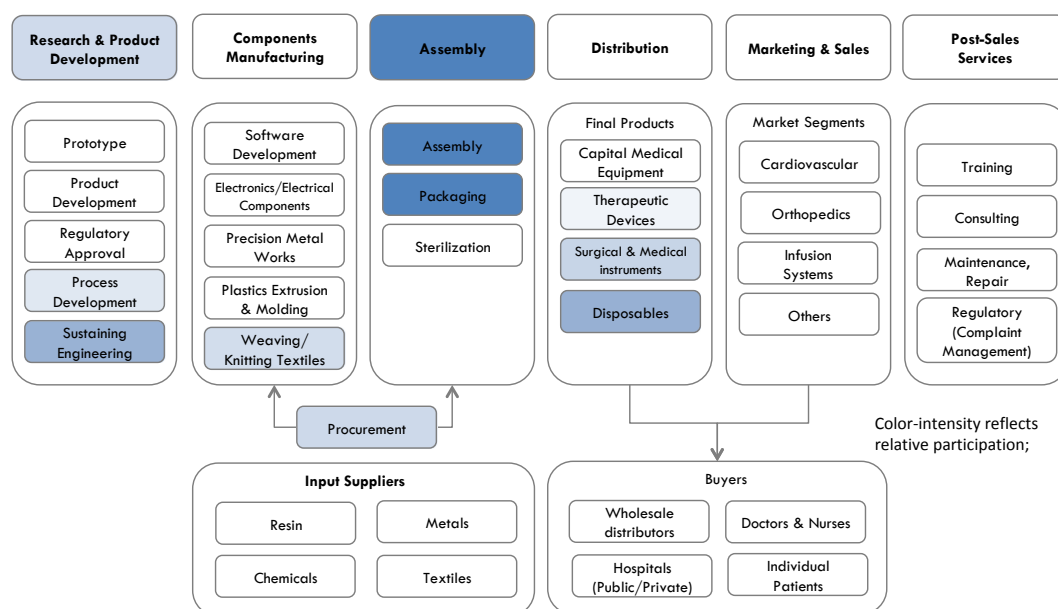 Research & Product
Development
Components
Manufacturing
Assembly
Distribution
Marketing & Sales
Post-Sales
Services
Prototype
Product
Development
Regulatory
Approval
Process
Development
Sustaining
Engineering
Software
Development
Electronics/Electrical
Components
Precision Metal
Works
Plastics Extrusion
& Molding
Weaving/
Knitting Textiles
Assembly
Packaging
Sterilization
Final Products
Capital Medical
Equipment
Therapeutic
Devices
Surgical & Medical
instruments
Disposables
Market Segments
Cardiovascular
Orthopedics
Infusion
Systems
Others
Training
Consulting
Maintenance,
Repair
Regulatory
(Complaint
Management)
Procurement
Color-intensity reflects
relative participation;
Input Suppliers
Resin
Metals
Chemicals
Textiles
Buyers
Wholesale
distributors
Doctors & Nurses
Hospitals
(Public/Private)
Individual
Patients